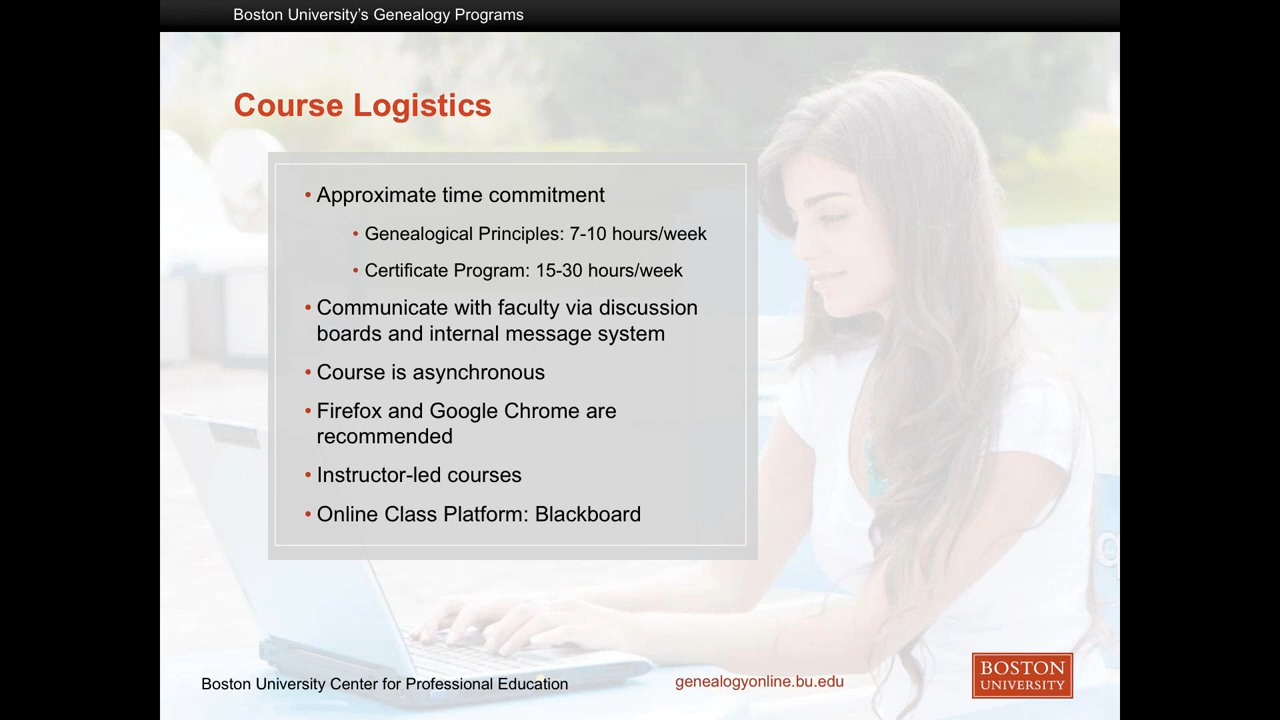 Boston University’s Genealogy Programs
Course Logistics
• Approximate time commitment
• Genealogical Principles: 7-10 hours/week
• Certificate Program: 15-30 hours/week
• Communicate with faculty via discussion
boards and internal message system
• Course is asynchronous
• Firefox and Google Chrome are
recommended
• Instructor-led courses
• Online Class Platform: Blackboard
Boston University Center for Professional Education
genealogyonline.bu.edu
BOSTON
UNIVERSITY